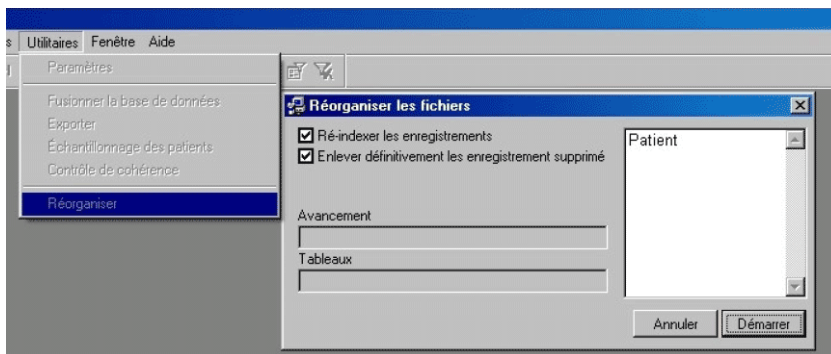 s Utilitaires Fenêtre Aide
Paramètres
Fusionner la base de données
Exporter
Échantillonnage des patients
Contrôle de cohérence
Réorganiser
Réorganiser les fichiers
Ré-indexer les enregistrements
Enlever définitivement les enregistrement supprimé
Patient
Avancement
Tableaux
Annuler Démarrer